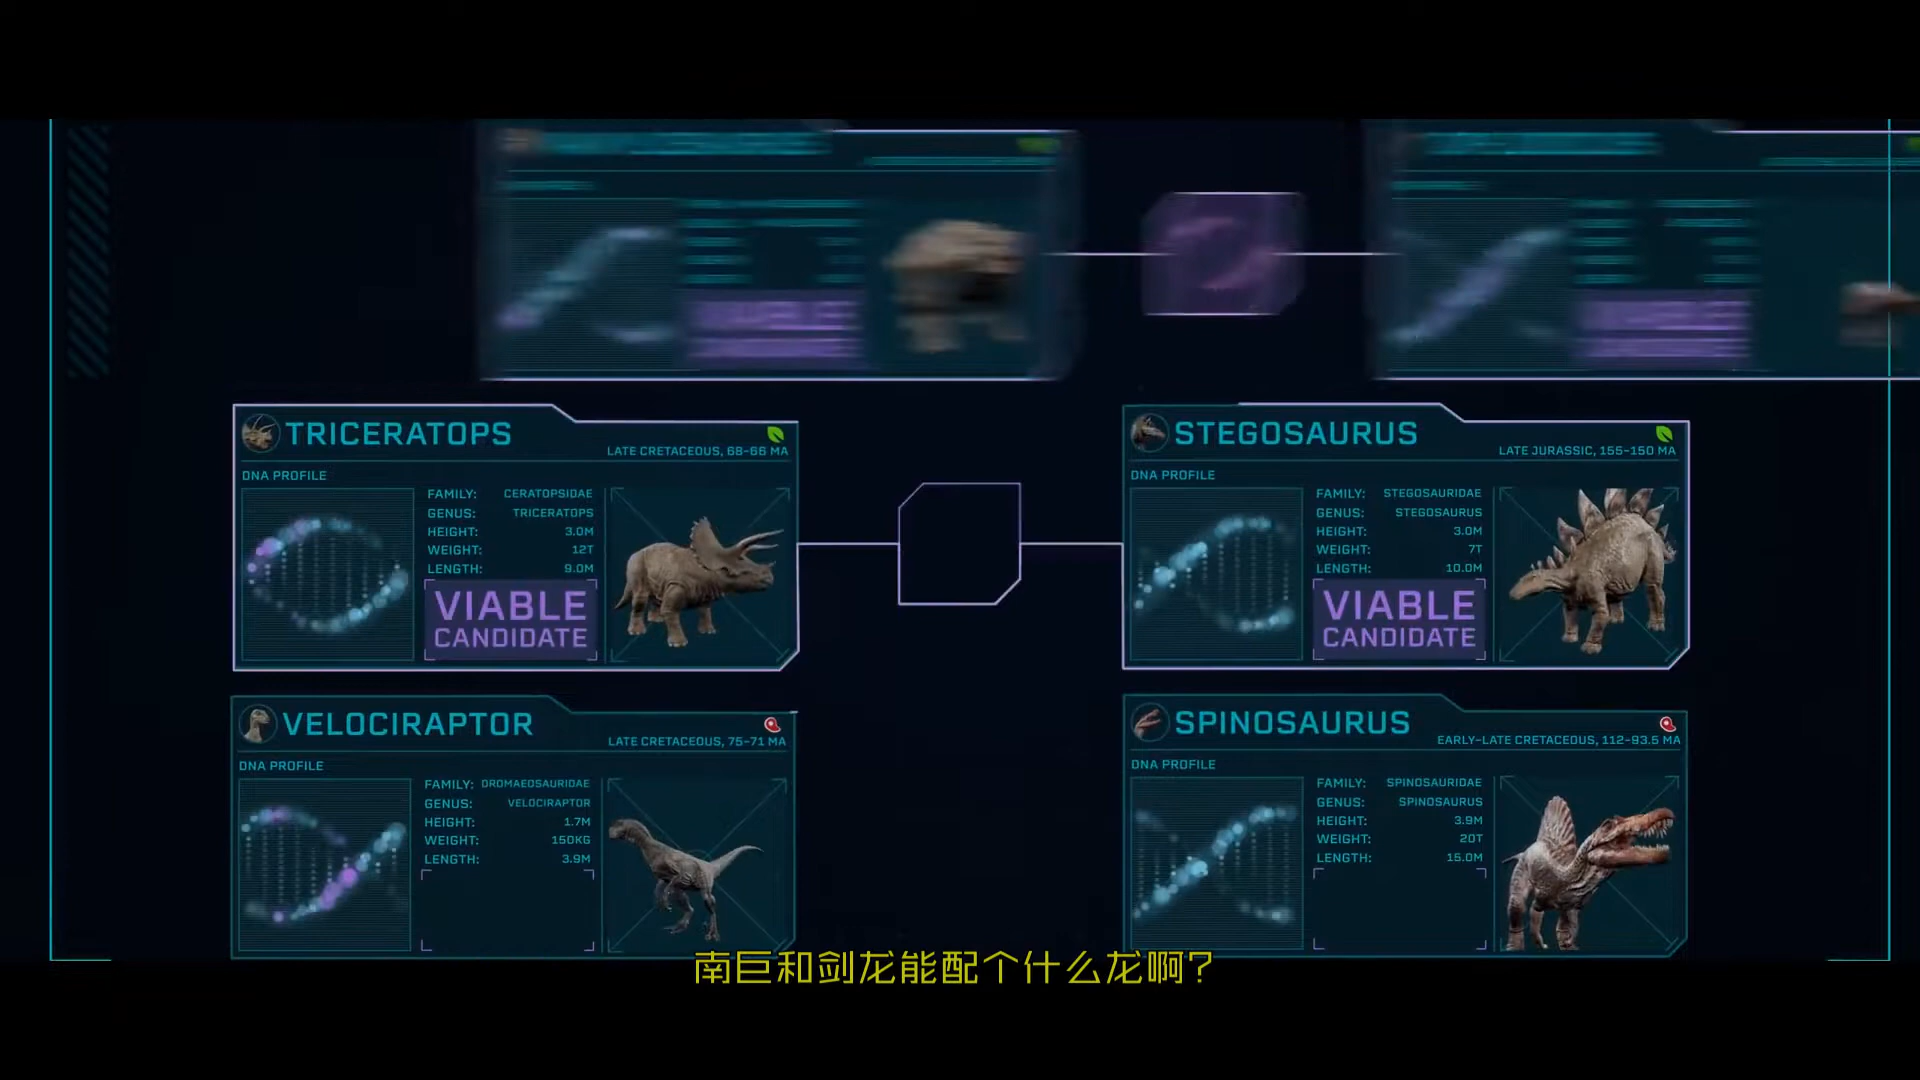 TRICERATOPS
LATE CRETACEOUS, 68-66 MA
DNA PROFILE
FAMILY: CERATOPSIDAE
GENUS: TRICERATOPS
HEIGHT: 3.0M
WEIGHT: 12T
LENGTH: 9.0M
VIABLE
CANDIDATE
STEGOSAURUS
LATE JURASSIC, 155-150 MA
DNA PROFILE
FAMILY: STEGOSAURIDAE
GENUS: STEGOSAURUS
HEIGHT: 3.0M
WEIGHT: 7T
LENGTH: 10.0M
VIABLE
CANDIDATE
VELOCIRAPTOR
LATE CRETACEOUS, 75-71 MA
DNA PROFILE
FAMILY: DROMAEOSAURIDAE
GENUS: VELOCIRAPTOR
HEIGHT: 1.7M
WEIGHT: 150KG
LENGTH: 3.9M
SPINOSAURUS
EARLY-LATE CRETACEOUS, 112-93.5 MA
DNA PROFILE
FAMILY: SPINOSAURIDAE
GENUS: SPINOSAURUS
HEIGHT: 3.9M
WEIGHT: 20T
LENGTH: 15.0M
南巨和剑龙能配个什么龙啊?